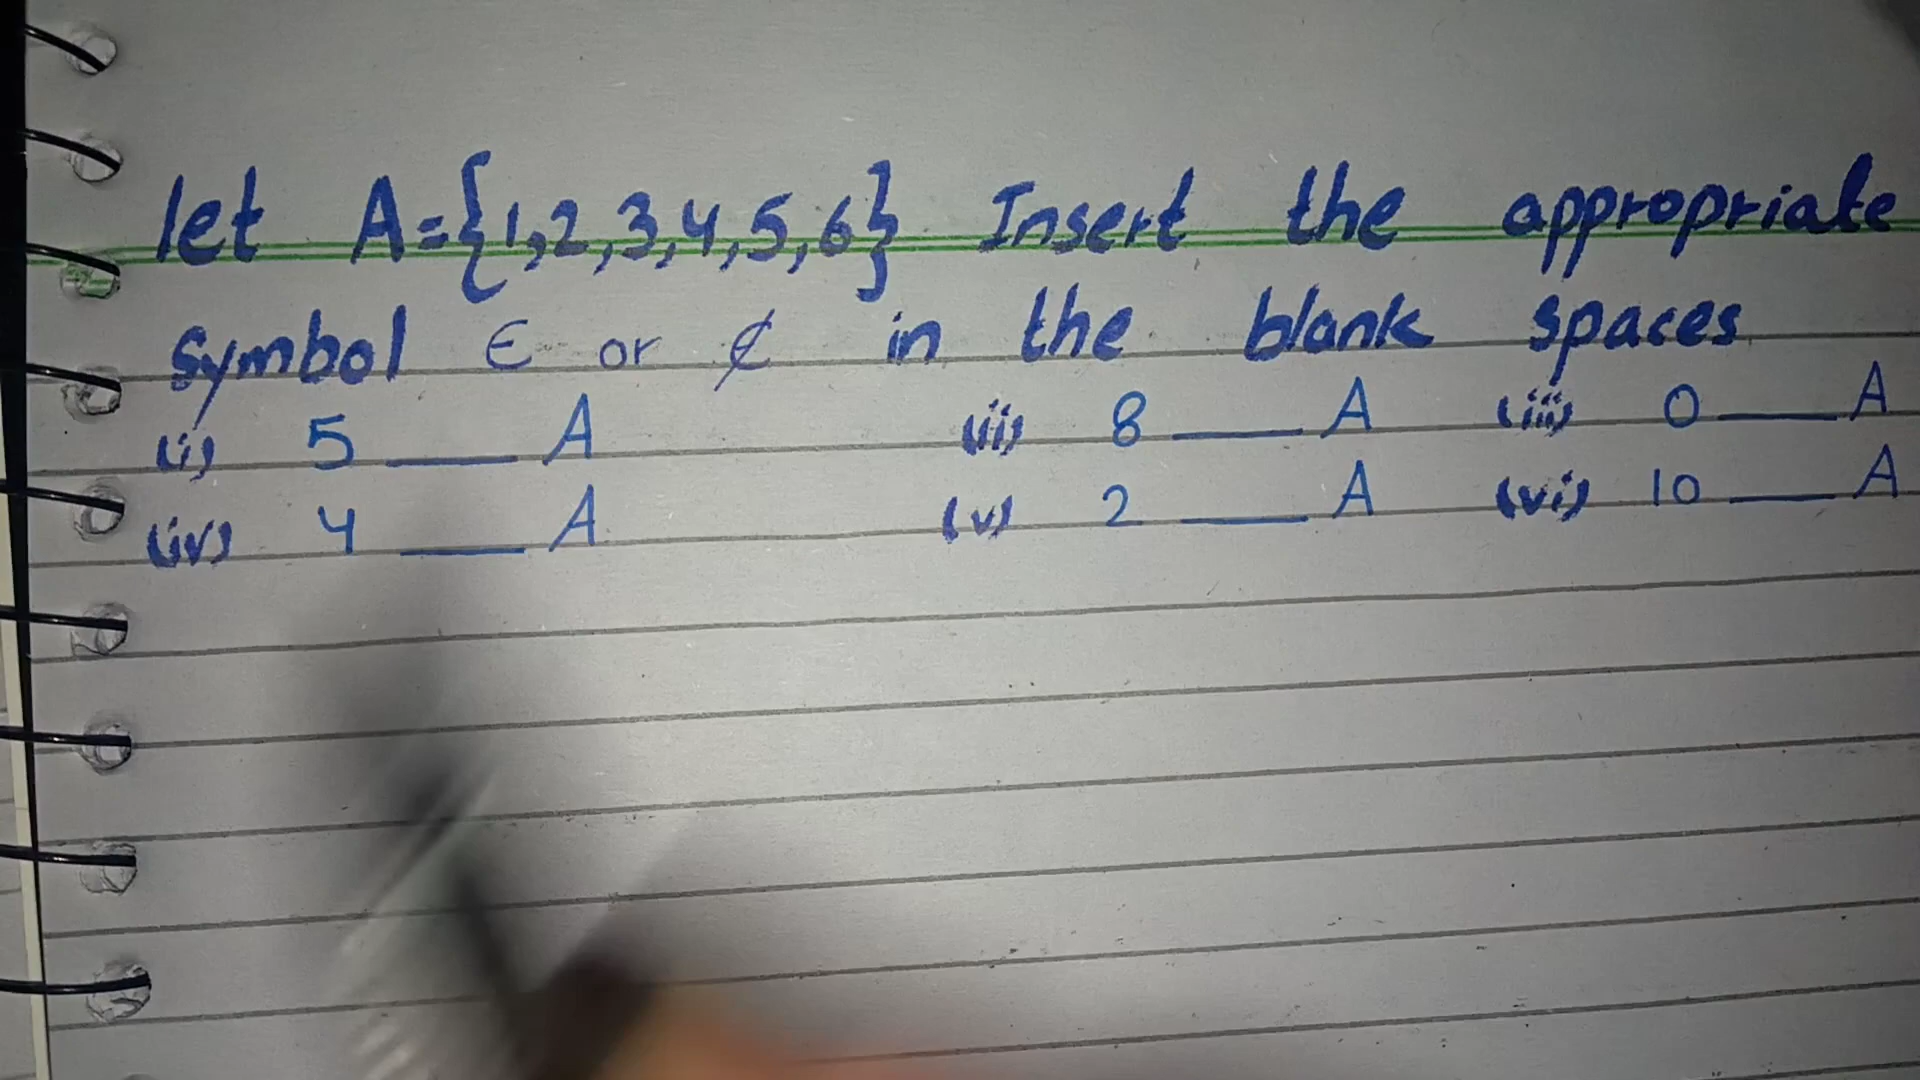 let A={1,2,3,4,5,6} Insert the appropriate
symbol ∈ or ∉ in the blank spaces
(i) 5 ___ A (ii) 8 ___ A (iii) 0 ___ A
(iv) 4 ___ A (v) 2 ___ A (vi) 10 ___ A